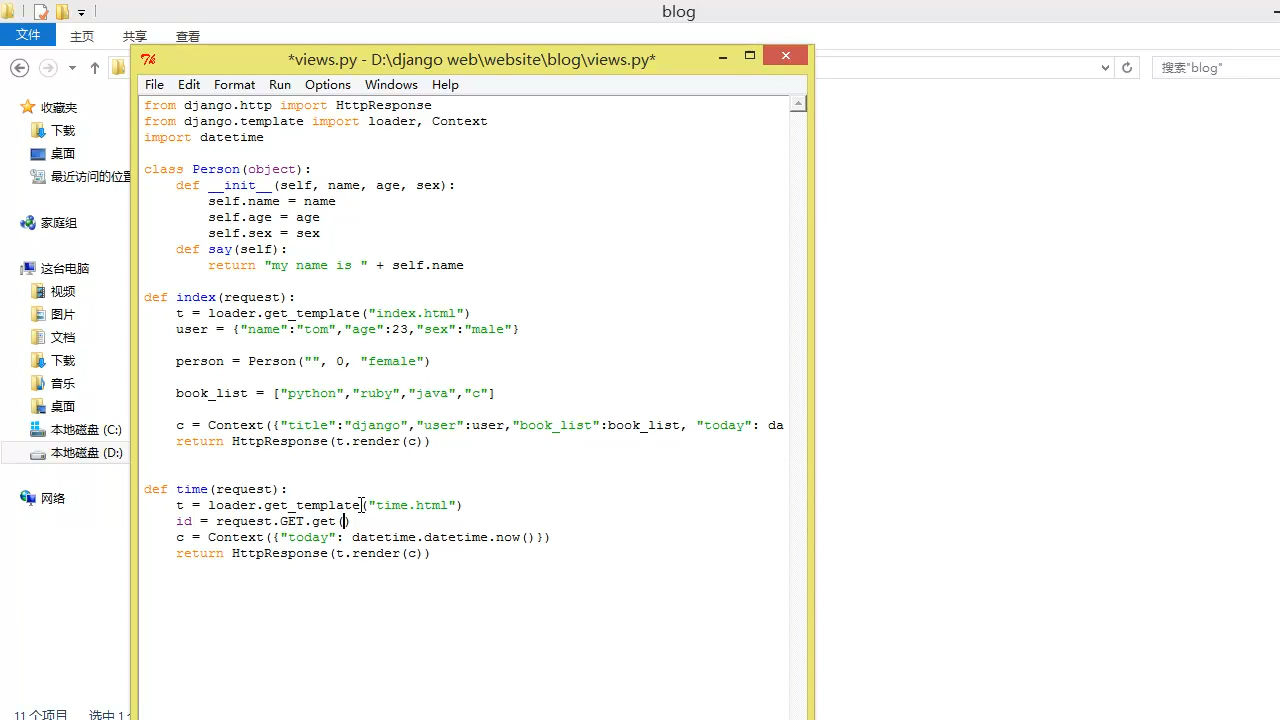 blog
文件 主页 共享 查看
*views.py - D:\django web\website\blog\views.py*
搜索"blog"
File Edit Format Run Options Windows Help
收藏夹
下载
桌面
最近访问的位置
家庭组
这台电脑
视频
图片
文档
下载
音乐
桌面
本地磁盘 (C:)
本地磁盘 (D:)
网络
from django.http import HttpResponse
from django.template import loader, Context
import datetime
class Person(object):
    def __init__(self, name, age, sex):
        self.name = name
        self.age = age
        self.sex = sex
    def say(self):
        return "my name is " + self.name
def index(request):
    t = loader.get_template("index.html")
    user = {"name":"tom","age":23,"sex":"male"}
    person = Person("", 0, "female")
    book_list = ["python","ruby","java","c"]
    c = Context({"title":"django","user":user,"book_list":book_list, "today": da
    return HttpResponse(t.render(c))
def time(request):
    t = loader.get_template("time.html")
    id = request.GET.get()
    c = Context({"today": datetime.datetime.now()})
    return HttpResponse(t.render(c))
11 个项目 选中 1